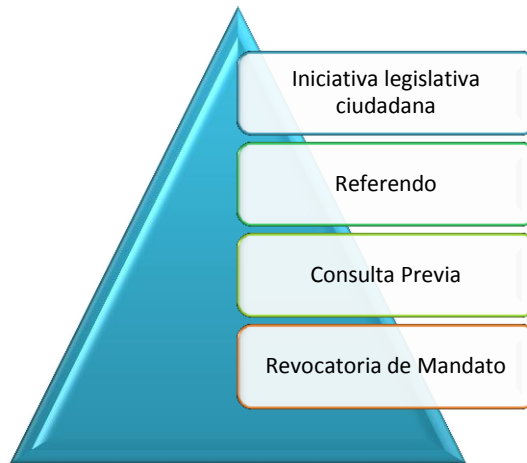 Iniciativa legislativa
ciudadana
Referendo
Consulta Previa
Revocatoria de Mandato